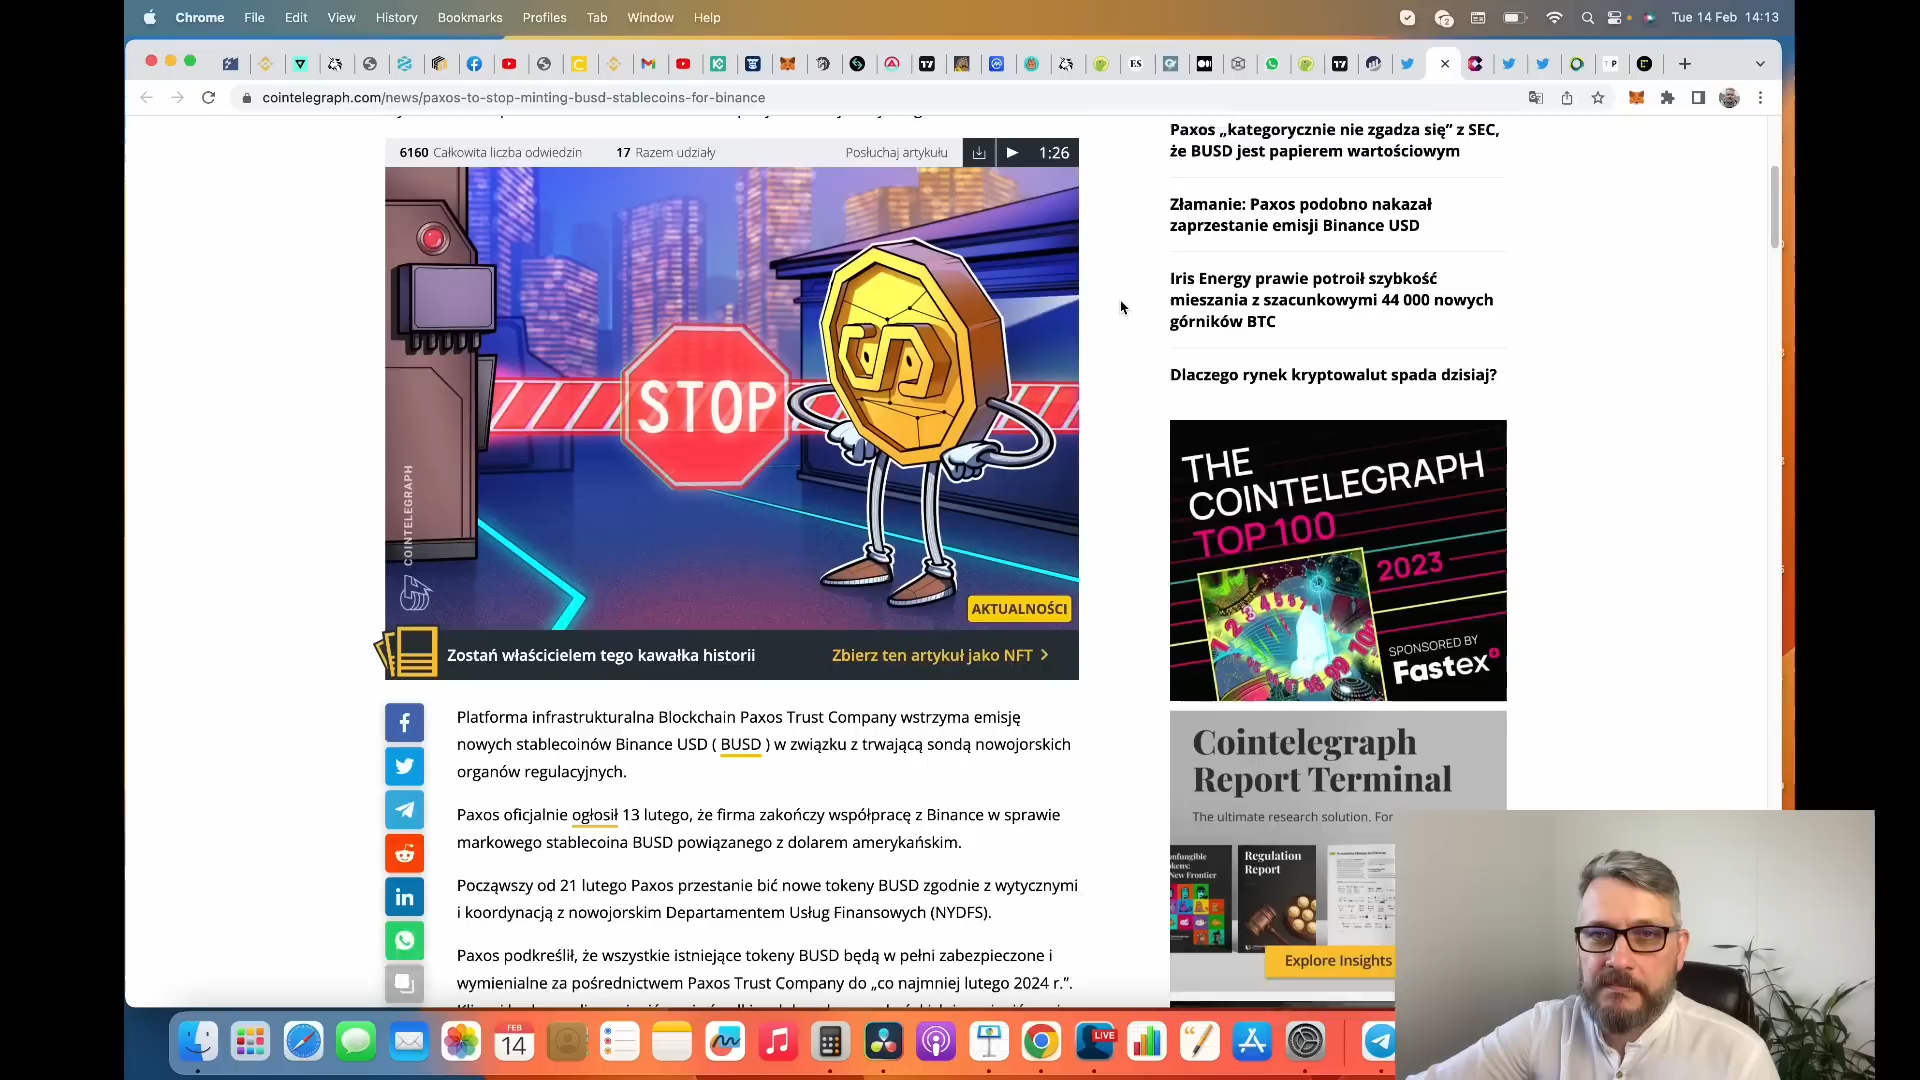 Chrome File Edit View History Bookmarks Profiles Tab Window Help
2
Tue 14 Feb 14:13
cointelegraph.com/news/paxos-to-stop-minting-busd-stablecoins-for-binance
6160 Całkowita liczba odwiedzin 17 Razem udziały Posłuchaj artykułu 1:26
STOP
COINTELEGRAPH
AKTUALNOŚCI
Zostań właścicielem tego kawałka historii Zbierz ten artykuł jako NFT
Platforma infrastrukturalna Blockchain Paxos Trust Company wstrzyma emisję
nowych stablecoinów Binance USD ( BUSD ) w związku z trwającą sondą nowojorskich
organów regulacyjnych.
Paxos oficjalnie ogłosił 13 lutego, że firma zakończy współpracę z Binance w sprawie
markowego stablecoina BUSD powiązanego z dolarem amerykańskim.
Począwszy od 21 lutego Paxos przestanie bić nowe tokeny BUSD zgodnie z wytycznymi
i koordynacją z nowojorskim Departamentem Usług Finansowych (NYDFS).
Paxos podkreślił, że wszystkie istniejące tokeny BUSD będą w pełni zabezpieczone i
wymienialne za pośrednictwem Paxos Trust Company do „co najmniej lutego 2024 r.”.
Paxos „kategorycznie nie zgadza się” z SEC,
że BUSD jest papierem wartościowym
Złamanie: Paxos podobno nakazał
zaprzestanie emisji Binance USD
Iris Energy prawie potroił szybkość
mieszania z szacunkowymi 44 000 nowych
górników BTC
Dlaczego rynek kryptowalut spada dzisiaj?
THE
COINTELEGRAPH
TOP 100
2023
SPONSORED BY
Fastex
Cointelegraph
Report Terminal
The ultimate research solution. For
Regulation
Report
New Frontier
Explore Insights
FEB
14
LIVE